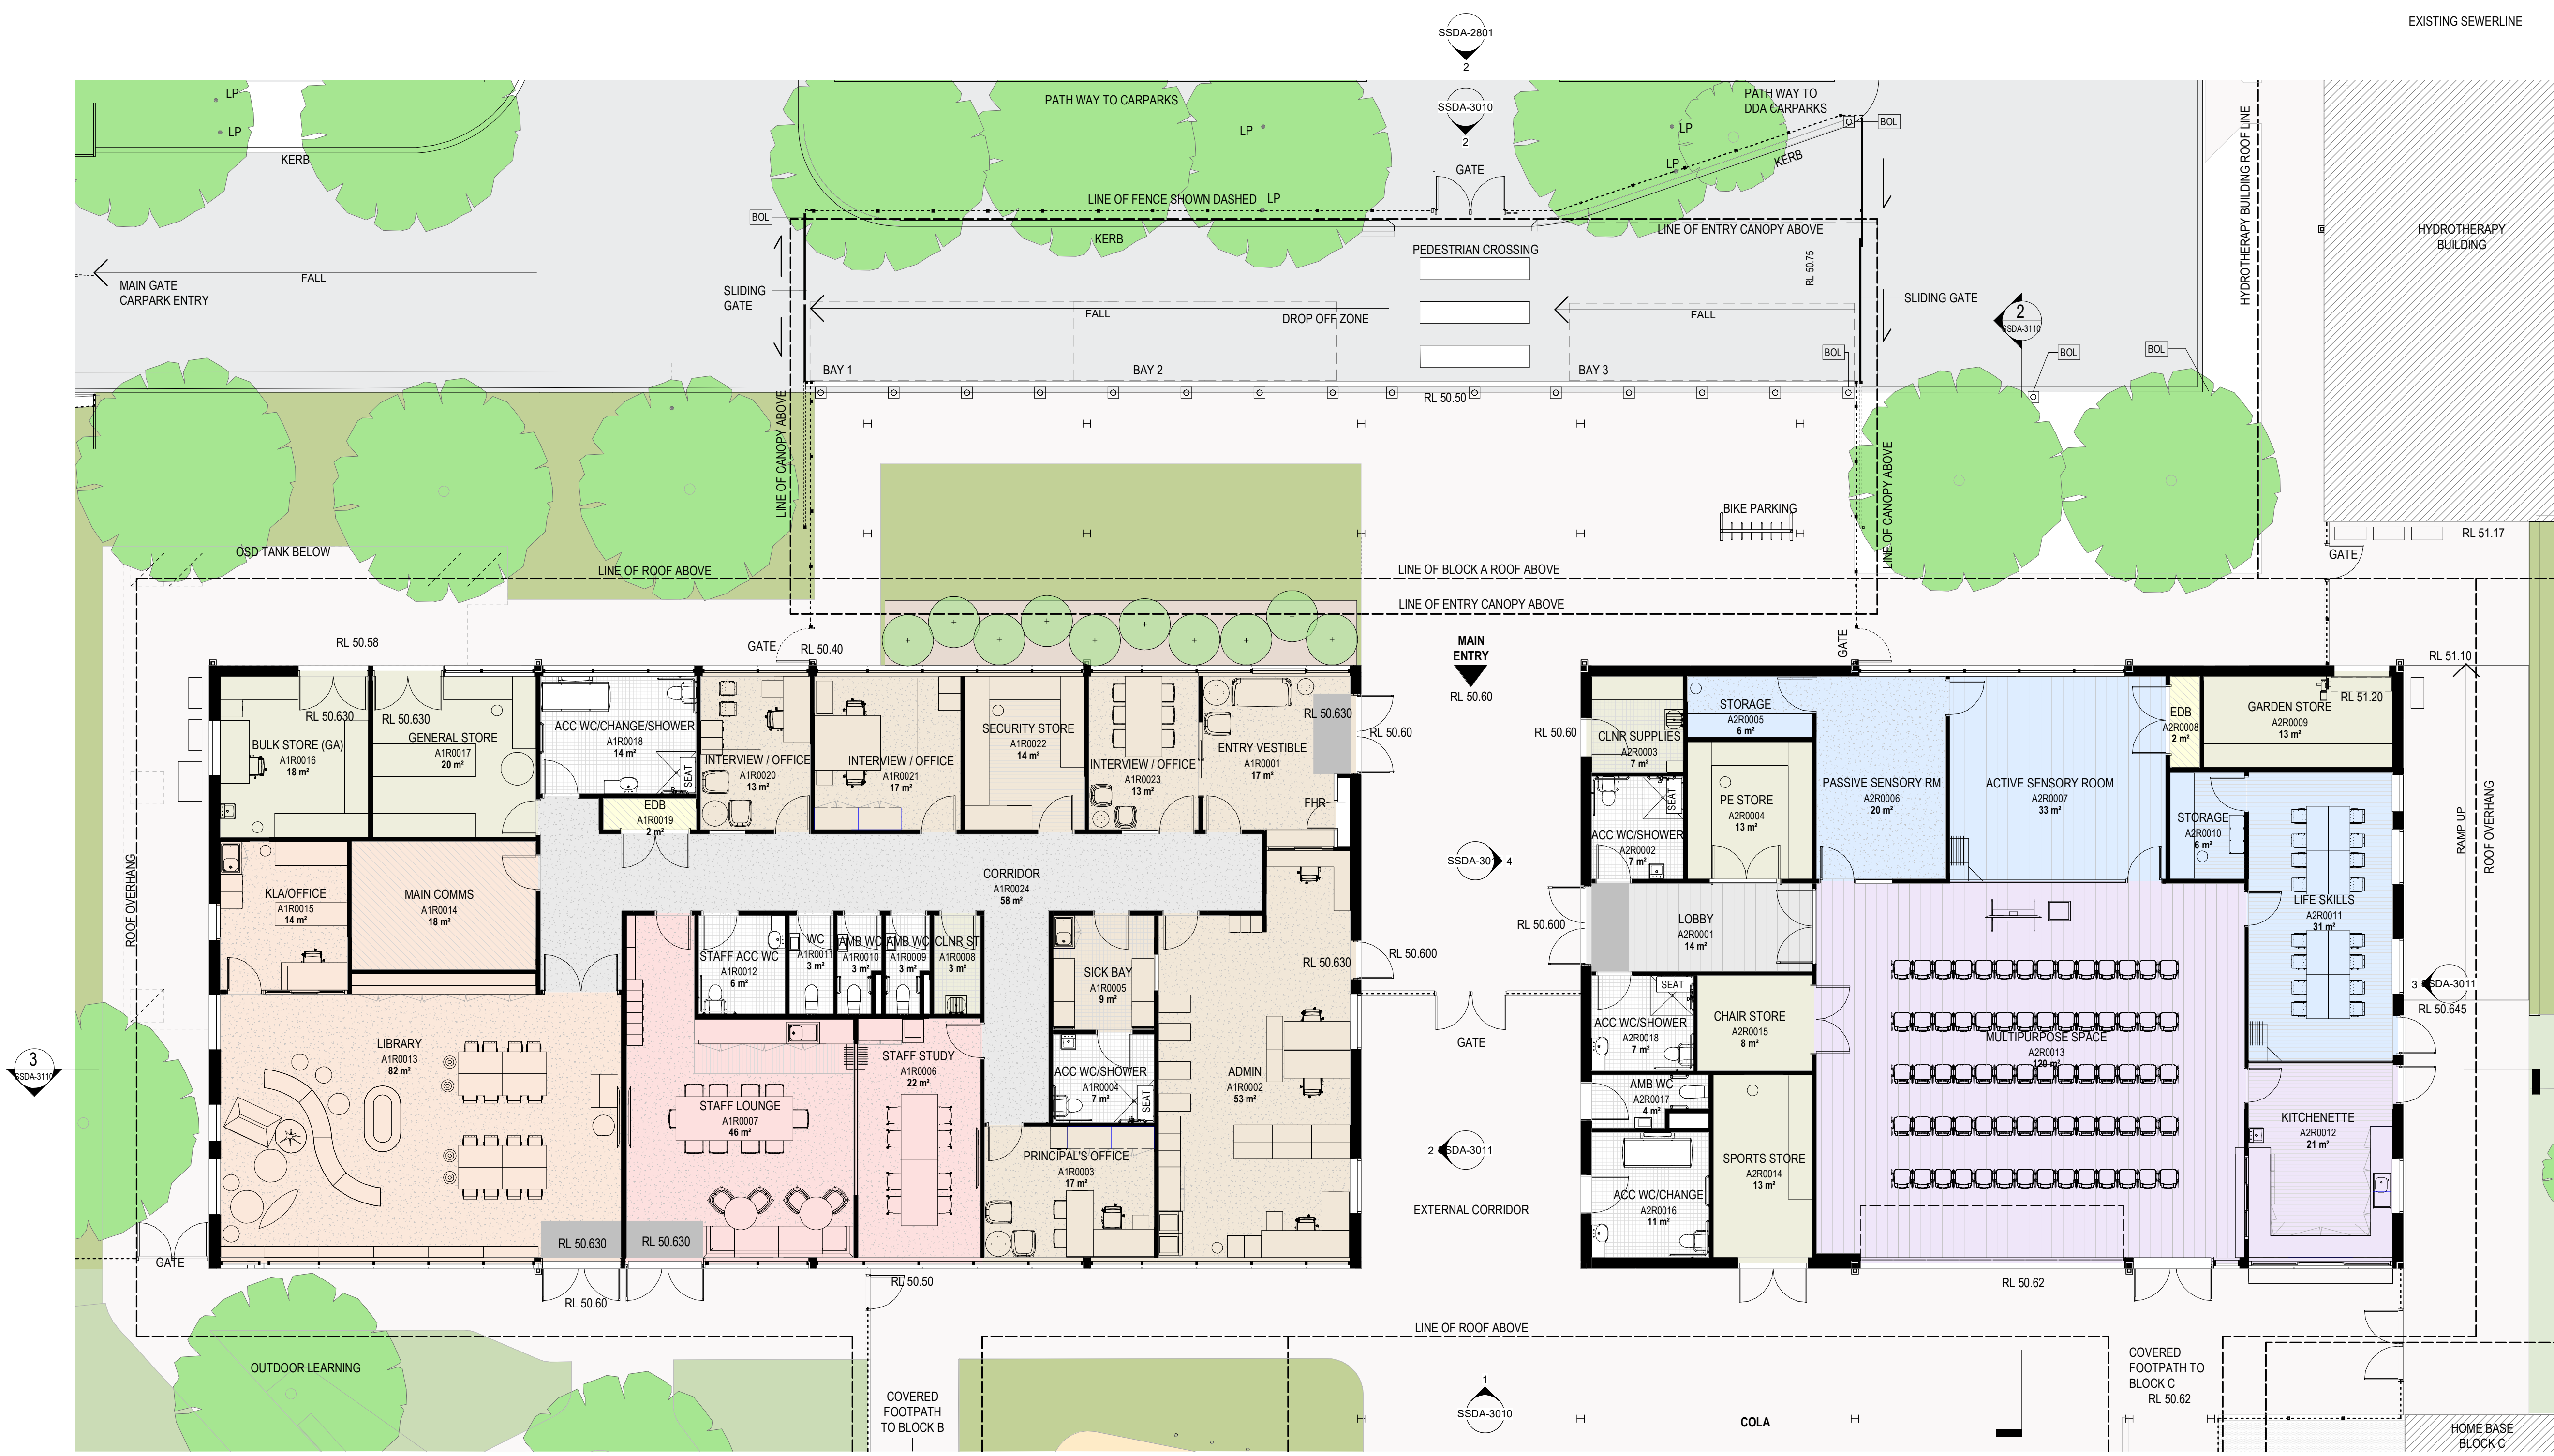 EXISTING SEWERLINE
SSDA-2801
2
SSDA-3010
2
LP
LP
KERB
PATH WAY TO CARPARKS
LP
PATH WAY TO
DDA CARPARKS
BOL
LP
LP
KERB
GATE
LINE OF FENCE SHOWN DASHED
LP
BOL
KERB
LINE OF ENTRY CANOPY ABOVE
PEDESTRIAN CROSSING
RL 50.75
HYDROTHERAPY BUILDING ROOF LINE
HYDROTHERAPY
BUILDING
MAIN GATE
CARPARK ENTRY
FALL
SLIDING
GATE
FALL
DROP OFF ZONE
FALL
SLIDING GATE
2
SSDA-3110
BOL
BOL
BOL
BAY 1
BAY 2
BAY 3
RL 50.50
LINE OF CANOPY ABOVE
LINE OF CANOPY ABOVE
BIKE PARKING
RL 51.17
GATE
OSD TANK BELOW
LINE OF ROOF ABOVE
LINE OF BLOCK A ROOF ABOVE
LINE OF ENTRY CANOPY ABOVE
RL 50.58
GATE
RL 50.40
MAIN
ENTRY
RL 50.60
GATE
RL 51.10
RL 50.630
BULK STORE (GA)
A1R0016
18 m²
RL 50.630
GENERAL STORE
A1R0017
20 m²
ACC WC/CHANGE/SHOWER
A1R0018
14 m²
SEAT
EDB
A1R0019
2 m²
INTERVIEW / OFFICE
A1R0020
13 m²
INTERVIEW / OFFICE
A1R0021
17 m²
SECURITY STORE
A1R0022
14 m²
INTERVIEW / OFFICE
A1R0023
13 m²
RL 50.630
ENTRY VESTIBLE
A1R0001
17 m²
FHR
RL 50.60
RL 50.60
CLNR SUPPLIES
A2R0003
7 m²
STORAGE
A2R0005
6 m²
PE STORE
A2R0004
13 m²
ACC WC/SHOWER
A2R0002
7 m²
SEAT
PASSIVE SENSORY RM
A2R0006
20 m²
ACTIVE SENSORY ROOM
A2R0007
33 m²
EDB
A2R0008
2 m²
RL 51.20
GARDEN STORE
A2R0009
13 m²
STORAGE
A2R0010
6 m²
RAMP UP
ROOF OVERHANG
ROOF OVERHANG
KLA/OFFICE
A1R0015
14 m²
MAIN COMMS
A1R0014
18 m²
CORRIDOR
A1R0024
58 m²
4
LIFE SKILLS
A2R0011
31 m²
LOBBY
A2R0001
14 m²
RL 50.600
RL 50.600
RL 50.630
STAFF ACC WC
A1R0012
6 m²
WC
A1R0011
3 m²
AMB WC
A1R0010
3 m²
AMB WC
A1R0009
3 m²
CLNR ST
A1R0008
3 m²
SICK BAY
A1R0005
9 m²
3
SSDA-3011
RL 50.645
GATE
SEAT
ACC WC/SHOWER
A2R0018
7 m²
CHAIR STORE
A2R0015
8 m²
MULTIPURPOSE SPACE
A2R0013
120 m²
3
SSDA-3110
LIBRARY
A1R0013
82 m²
STAFF STUDY
A1R0006
22 m²
STAFF LOUNGE
A1R0007
46 m²
ACC WC/SHOWER
A1R0004
7 m²
SEAT
ADMIN
A1R0002
53 m²
AMB WC
A2R0017
4 m²
KITCHENETTE
A2R0012
21 m²
PRINCIPAL'S OFFICE
A1R0003
17 m²
2
SSDA-3011
SPORTS STORE
A2R0014
13 m²
ACC WC/CHANGE
A2R0016
11 m²
EXTERNAL CORRIDOR
RL 50.630
RL 50.630
GATE
RL 50.60
RL 50.50
RL 50.62
LINE OF ROOF ABOVE
OUTDOOR LEARNING
COVERED
FOOTPATH
TO BLOCK B
1
SSDA-3010
COLA
COVERED
FOOTPATH TO
BLOCK C
RL 50.62
HOME BASE
BLOCK C